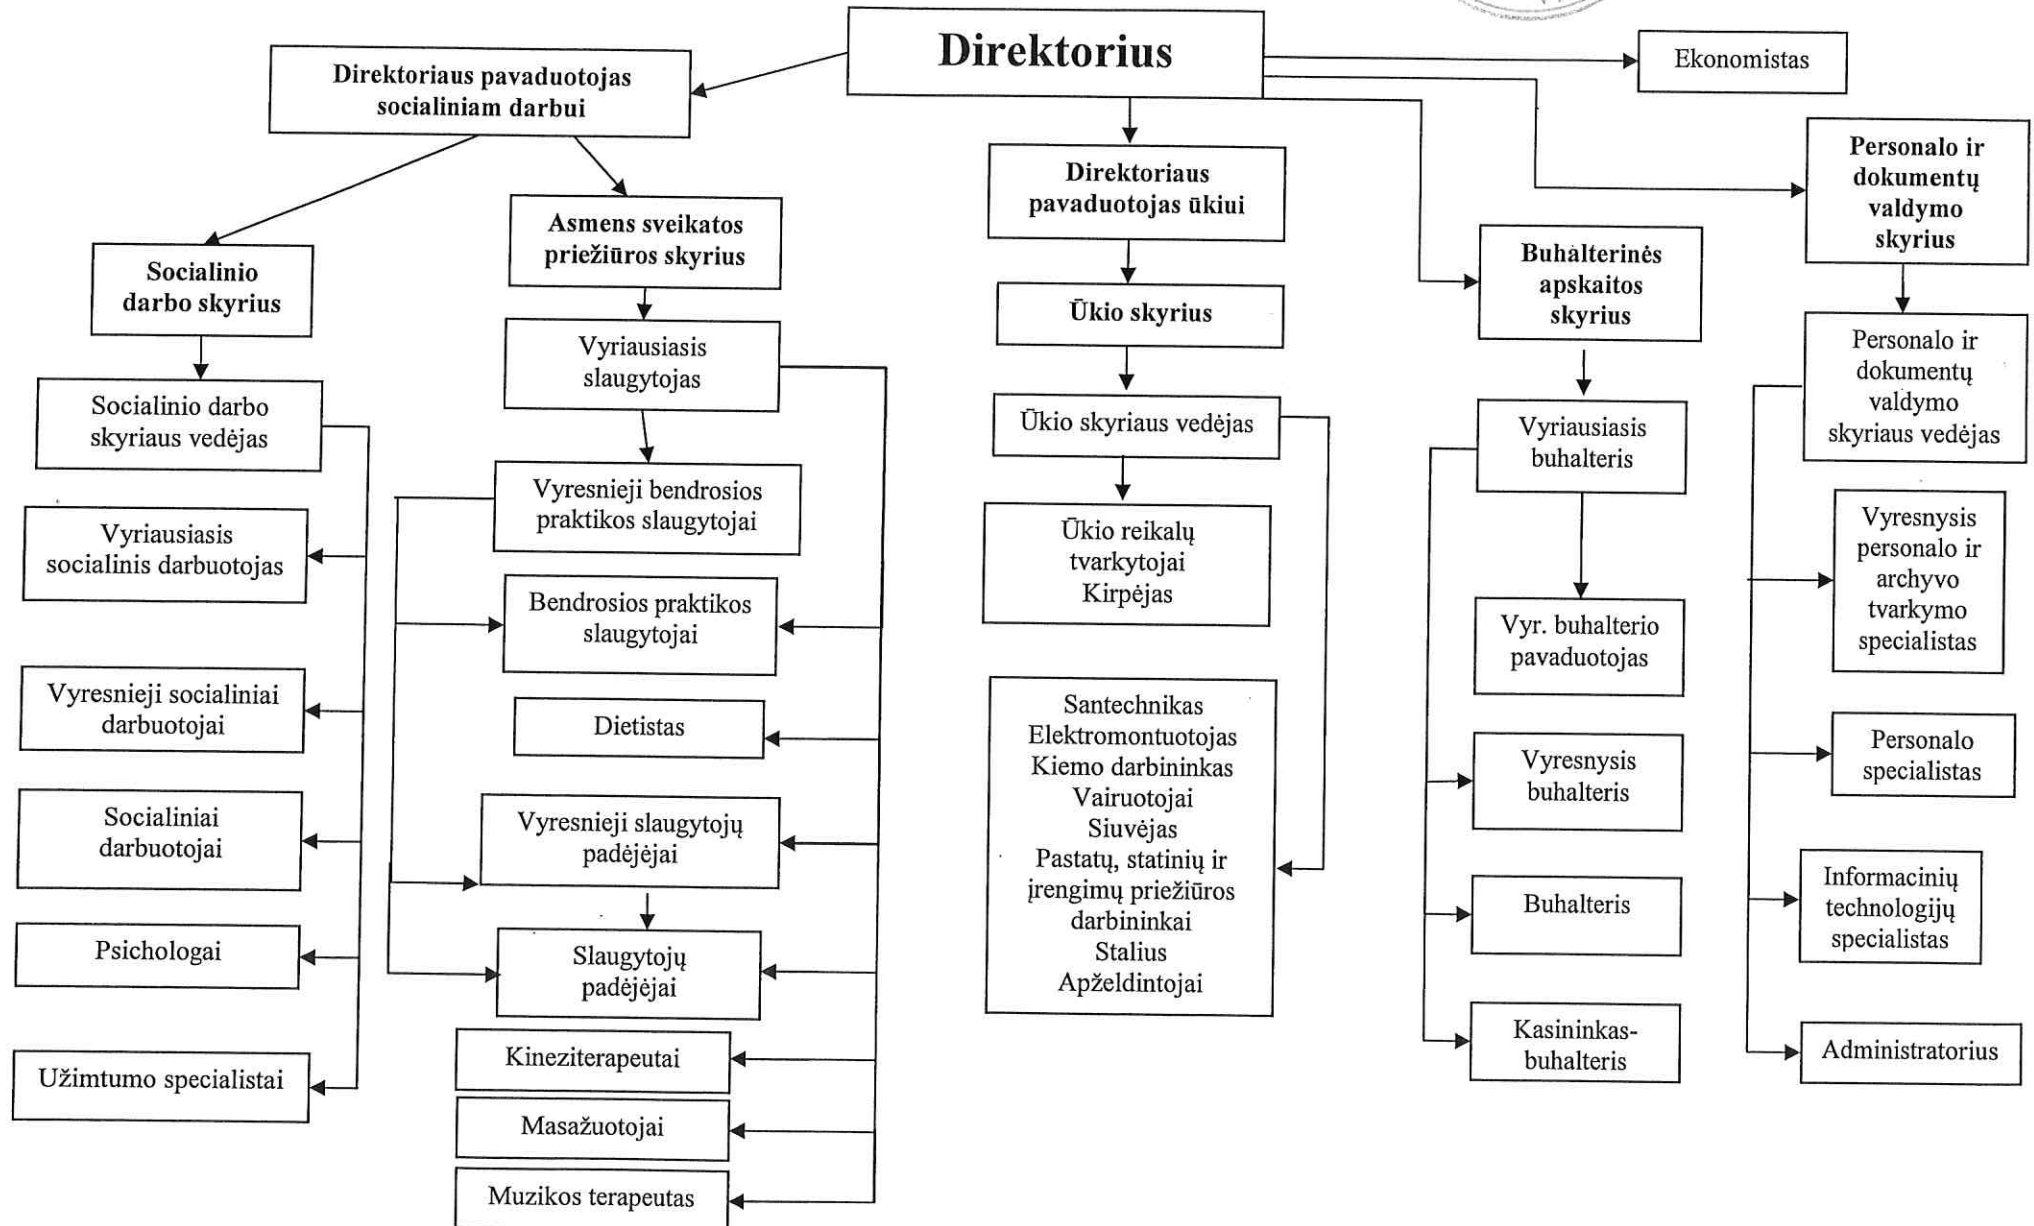 Direktorius
Ekonomistas
Direktoriaus pavaduotojas
socialiniam darbui
Socialinio
darbo skyrius
Socialinio darbo
skyriaus vedėjas
Vyriausiasis
socialinis darbuotojas
Vyresnieji socialiniai
darbuotojai
Socialiniai
darbuotojai
Psichologai
Užimtumo specialistai
Asmens sveikatos
priežiūros skyrius
Vyriausiasis
slaugytojas
Vyresnieji bendrosios
praktikos slaugytojai
Bendrosios praktikos
slaugytojai
Dietistas
Vyresnieji slaugytojų
padėjėjai
Slaugytojų
padėjėjai
Kineziterapeutai
Masažuotojai
Muzikos terapeutas
Direktoriaus
pavaduotojas ūkiui
Ūkio skyrius
Ūkio skyriaus vedėjas
Ūkio reikalų
tvarkytojai
Kirpėjas
Santechnikas
Elektromontuotojas
Kiemo darbininkas
Vairuotojai
Siuvėjas
Pastatų, statinių ir
įrengimų priežiūros
darbininkai
Stalius
Apželdintojai
Buhalterinės
apskaitos
skyrius
Vyriausiasis
buhalteris
Vyr. buhalterio
pavaduotojas
Vyresnysis
buhalteris
Buhalteris
Kasininkas-
buhalteris
Personalo ir
dokumentų
valdymo
skyrius
Personalo ir
dokumentų
valdymo
skyriaus vedėjas
Vyresnysis
personalo ir
archyvo
tvarkymo
specialistas
Personalo
specialistas
Informacinių
technologijų
specialistas
Administratorius